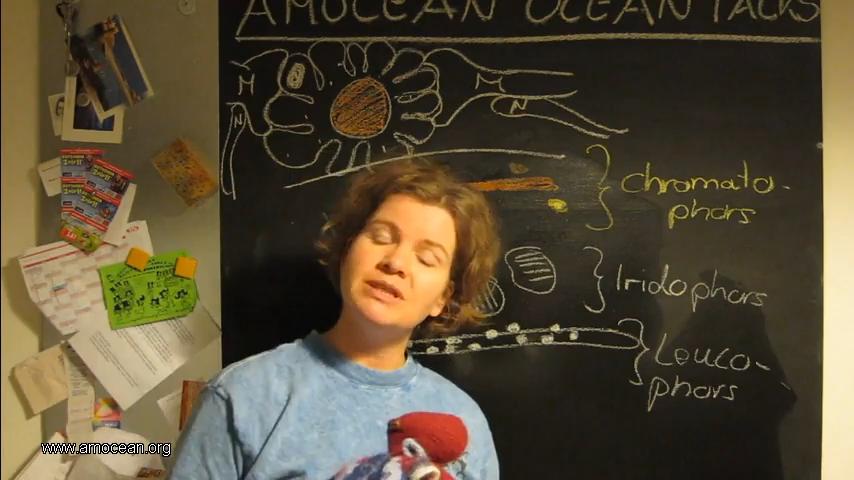 AMOCEAN OCEAN TALKS
M
N
M
N
chromato-
phors
Iridophors
Leuco-
phors
www.amocean.org